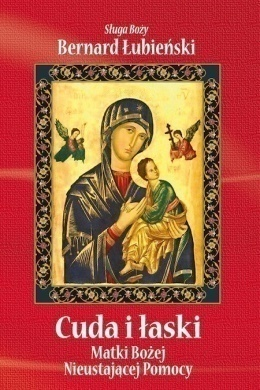 Sługa Boży
Bernard Łubieński
Cuda i łaski
Matki Bożej
Nieustającej Pomocy